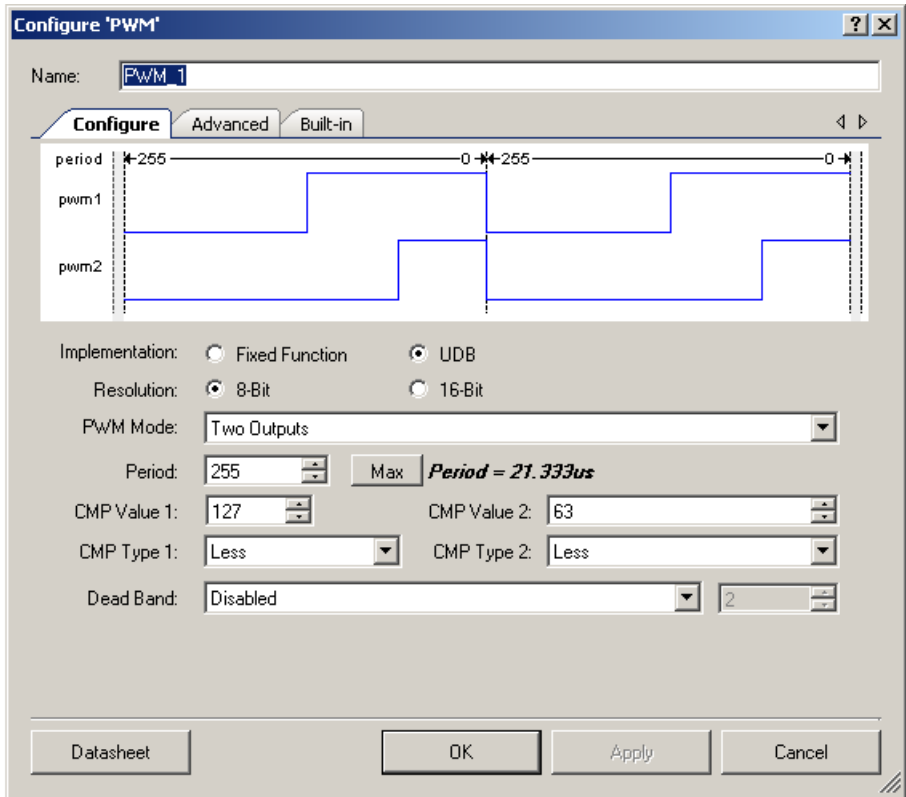 Configure 'PWM'
Name: PWM_1
Configure Advanced Built-in
period 255 0 255 0
pwm1
pwm2
Implementation: Fixed Function UDB
Resolution: 8-Bit 16-Bit
PWM Mode: Two Outputs
Period: 255 Max Period = 21.333us
CMP Value 1: 127 CMP Value 2: 63
CMP Type 1: Less CMP Type 2: Less
Dead Band: Disabled 2
Datasheet OK Apply Cancel